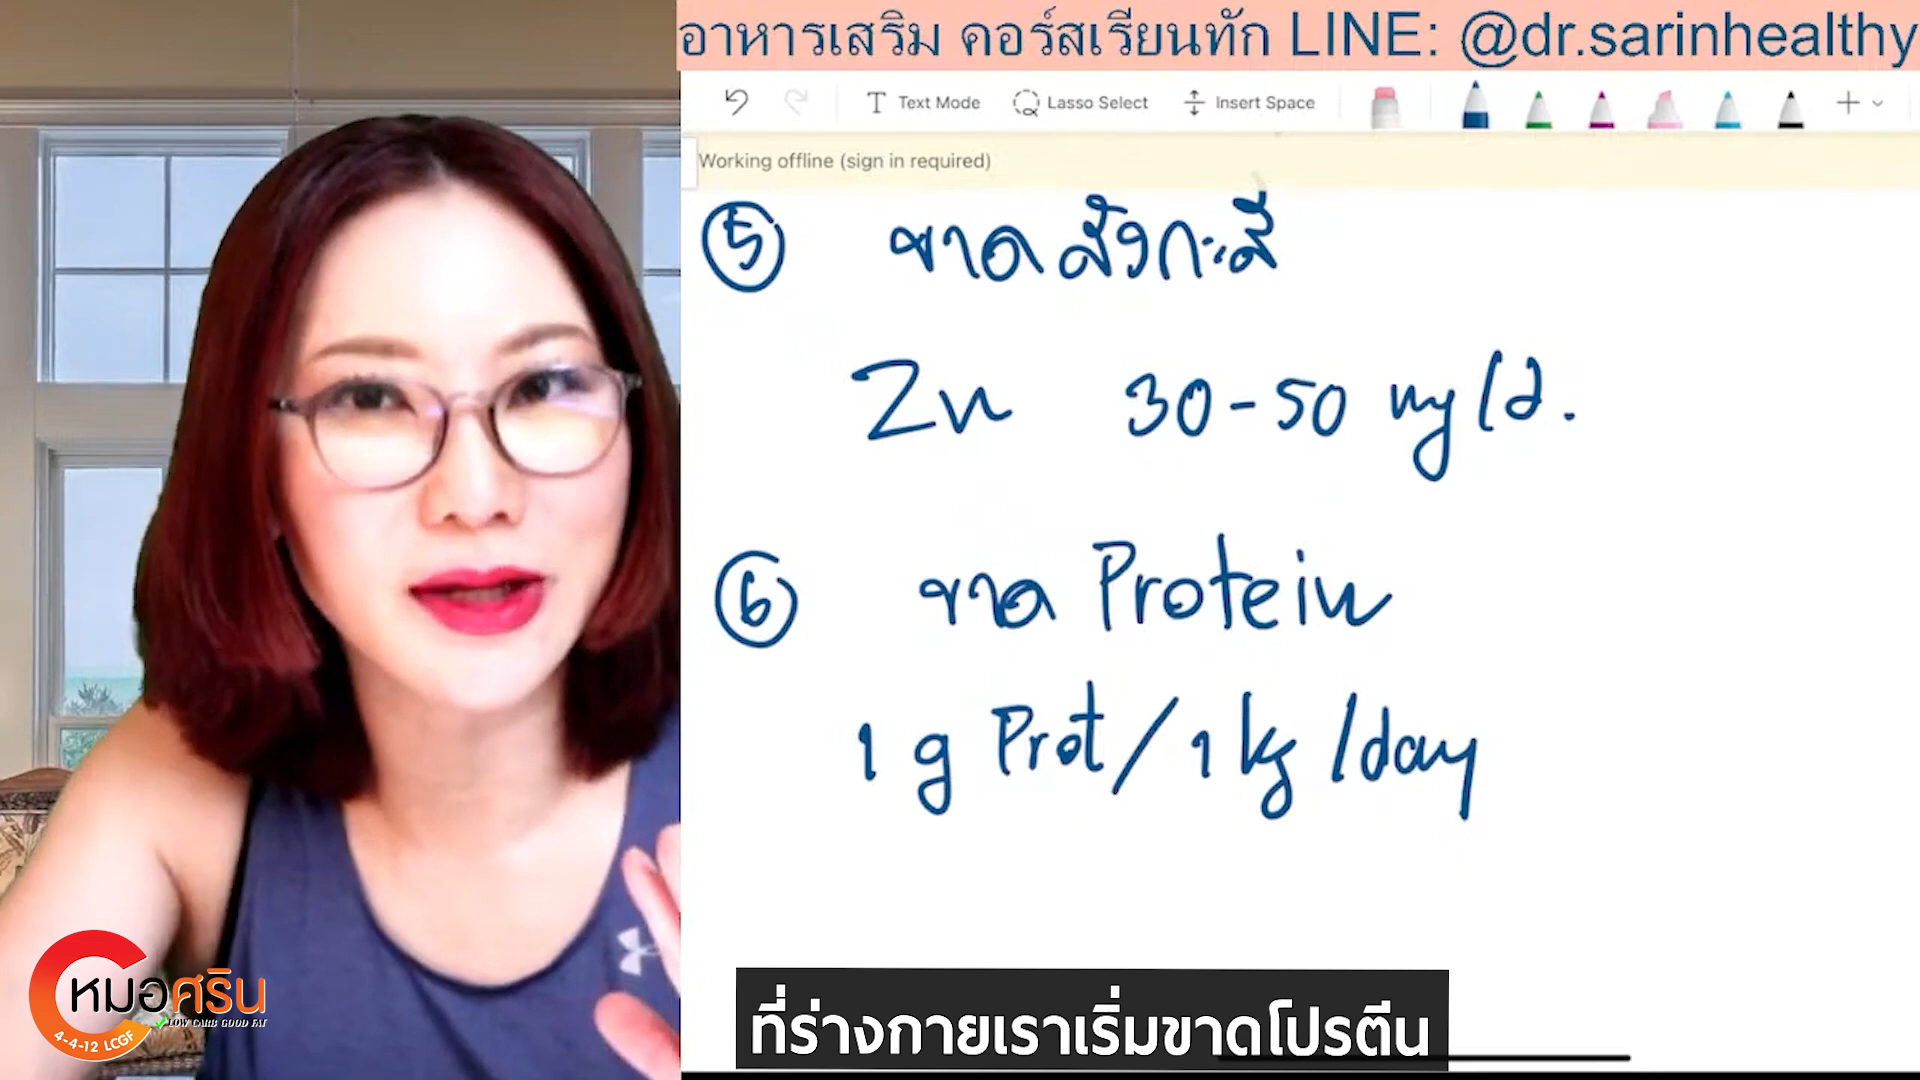 อาหารเสริม คอร์สเรียนทัก LINE: @dr.sarinhealthy
Text Mode Lasso Select Insert Space
Working offline (sign in required)
5 ขาดสังกะสี
Zn 30-50 mg/d.
6 ขาด Protein
1 g Prot/1kg/day
หมอศริน
LOW CARB GOOD FAT
4-4-12 LCGF
ที่ร่างกายเราเริ่มขาดโปรตีน